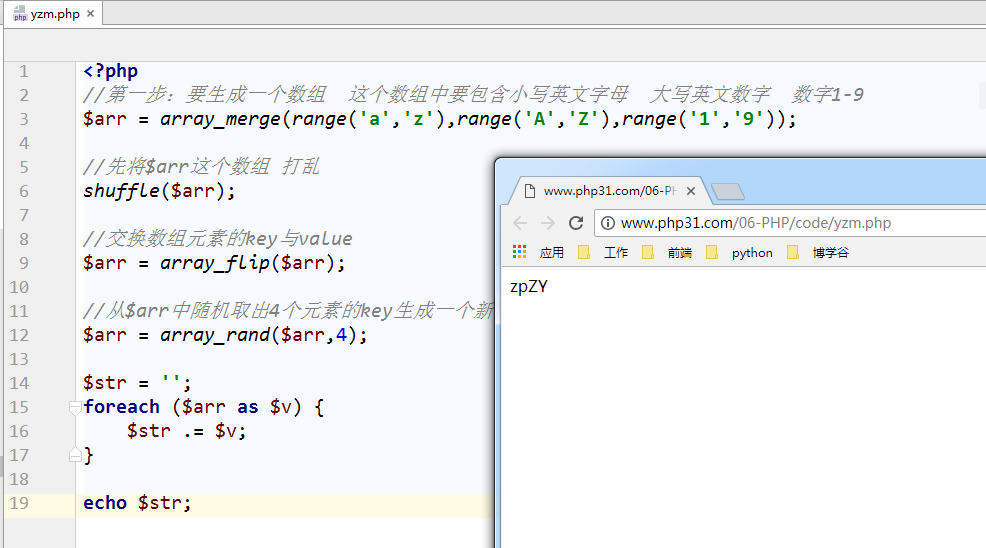 yzm.php
1 <?php
2 //第一步：要生成一个数组  这个数组中要包含小写英文字母  大写英文数字  数字1-9
3 $arr = array_merge(range('a','z'),range('A','Z'),range('1','9'));
4
5 //先将$arr这个数组 打乱
6 shuffle($arr);
7
8 //交换数组元素的key与value
9 $arr = array_flip($arr);
10
11 //从$arr中随机取出4个元素的key生成一个新
12 $arr = array_rand($arr,4);
13
14 $str = '';
15 foreach ($arr as $v) {
16     $str .= $v;
17 }
18
19 echo $str;
www.php31.com/06-PH
www.php31.com/06-PHP/code/yzm.php
应用 工作 前端 python 博学谷
zpZY